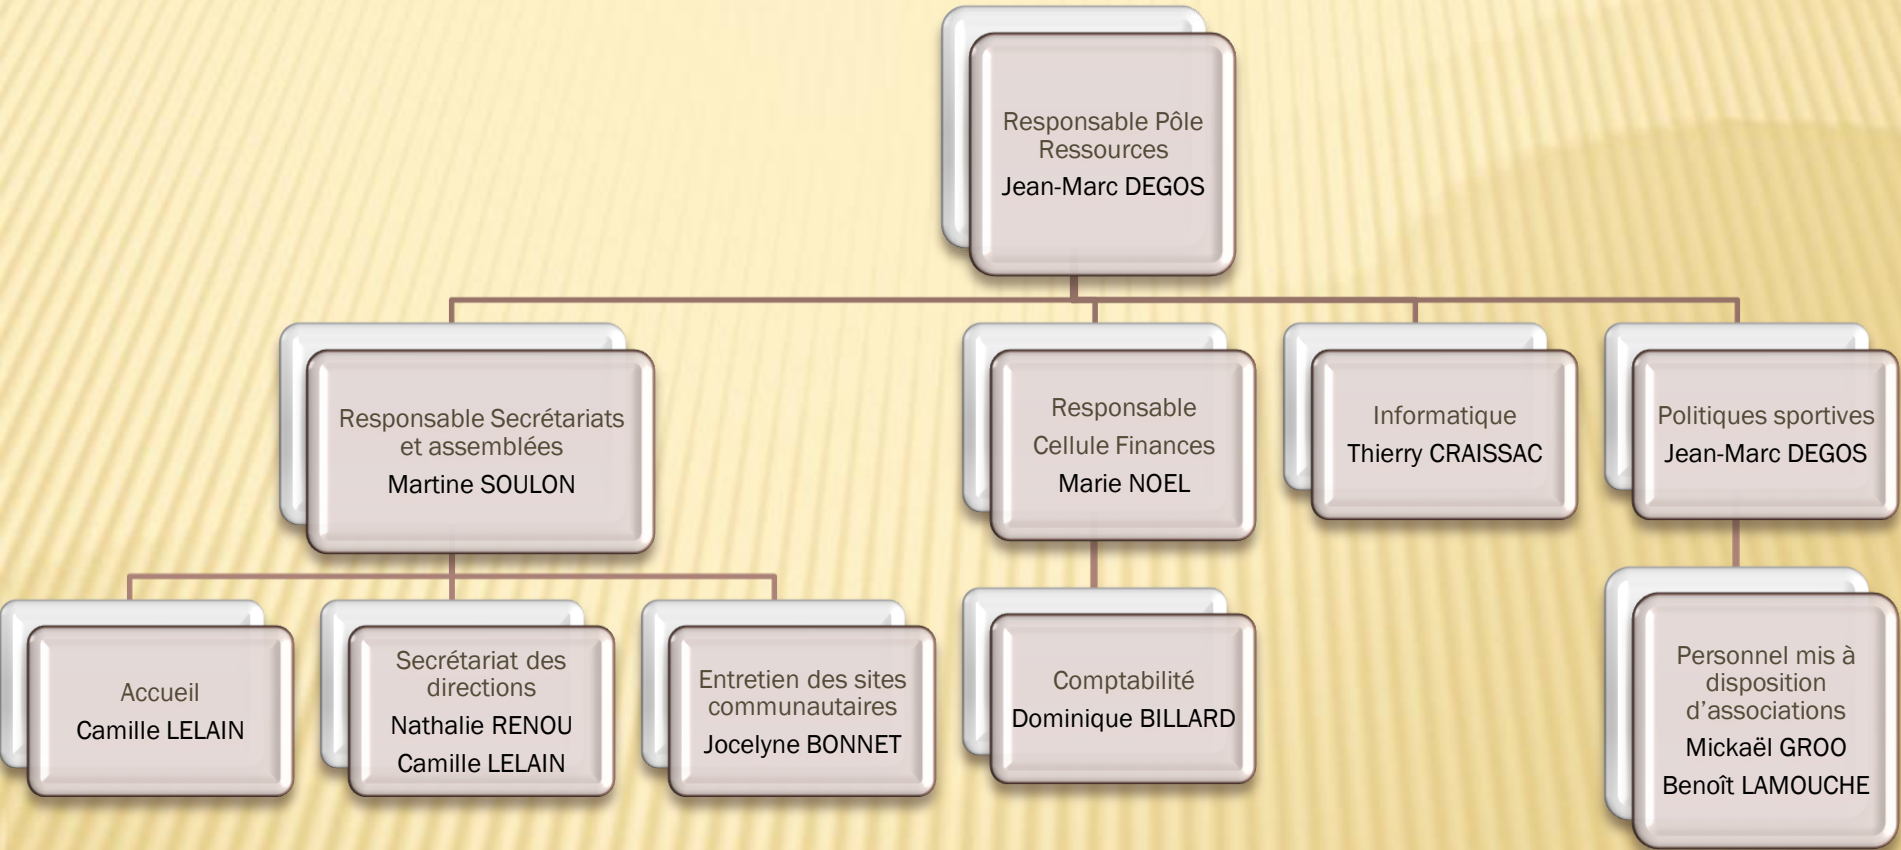 Responsable Pôle
Ressources
Jean-Marc DEGOS
Responsable Secrétariats
et assemblées
Martine SOULON
Responsable
Cellule Finances
Marie NOEL
Informatique
Thierry CRAISSAC
Politiques sportives
Jean-Marc DEGOS
Accueil
Camille LELAIN
Secrétariat des
directions
Nathalie RENOU
Camille LELAIN
Entretien des sites
communautaires
Jocelyne BONNET
Comptabilité
Dominique BILLARD
Personnel mis à
disposition
d’associations
Mickaël GROO
Benoît LAMOUCHE